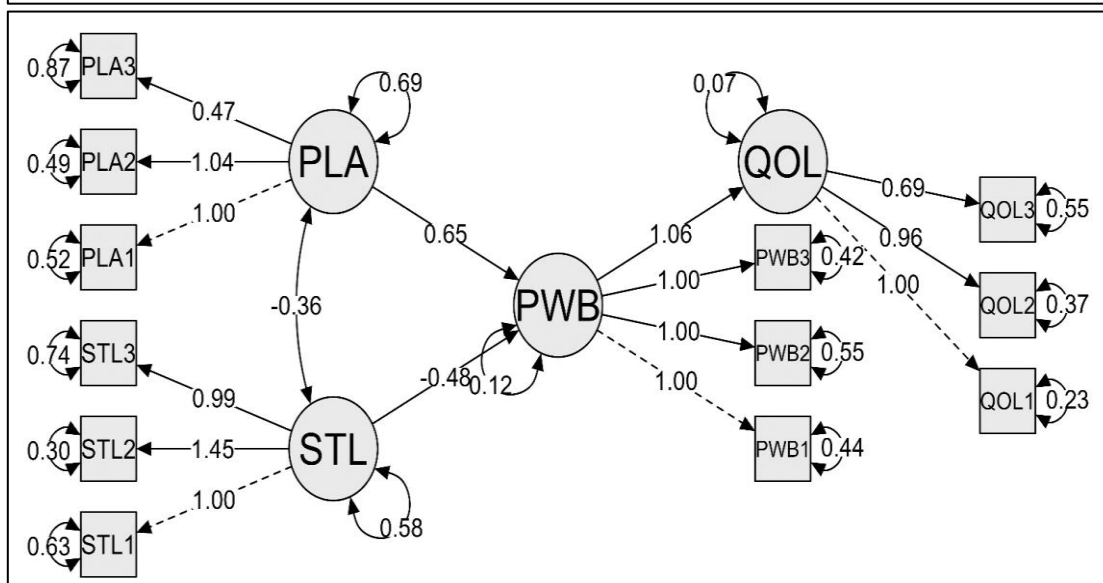 0.87
PLA3
0.47
0.69
PLA
0.49
PLA2
1.04
0.52
PLA1
1.00
-0.36
0.65
0.74
STL3
0.99
STL
0.30
STL2
1.45
0.63
STL1
1.00
0.58
-0.48
PWB
0.12
1.06
0.07
QOL
1.00
PWB3
0.42
1.00
PWB2
0.55
1.00
PWB1
0.44
0.69
QOL3
0.55
0.96
QOL2
0.37
1.00
QOL1
0.23